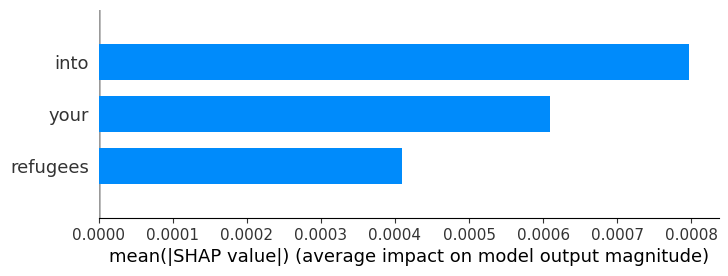 into
your
refugees
0.0000 0.0001 0.0002 0.0003 0.0004 0.0005 0.0006 0.0007 0.0008
mean(|SHAP value|) (average impact on model output magnitude)